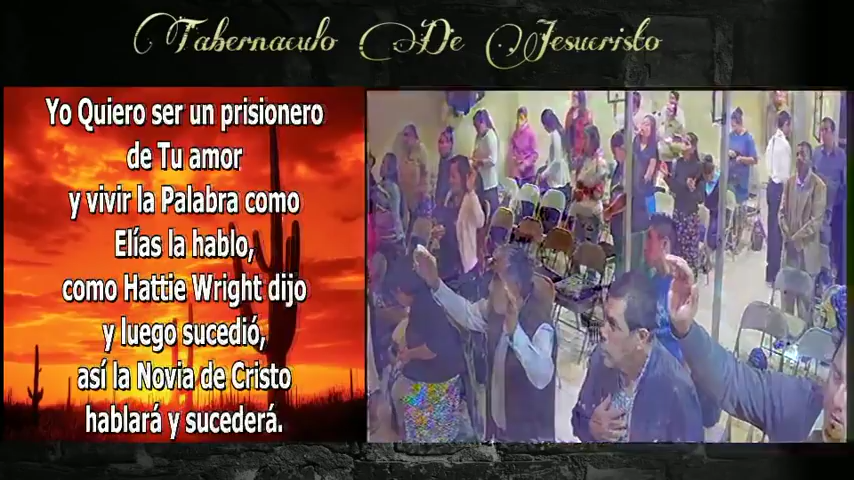 Tabernaculo De Jesucristo
Yo Quiero ser un prisionero
de Tu amor
y vivir la Palabra como
Elías la hablo,
como Hattie Wright dijo
y luego sucedió,
así la Novia de Cristo
hablará y sucederá.